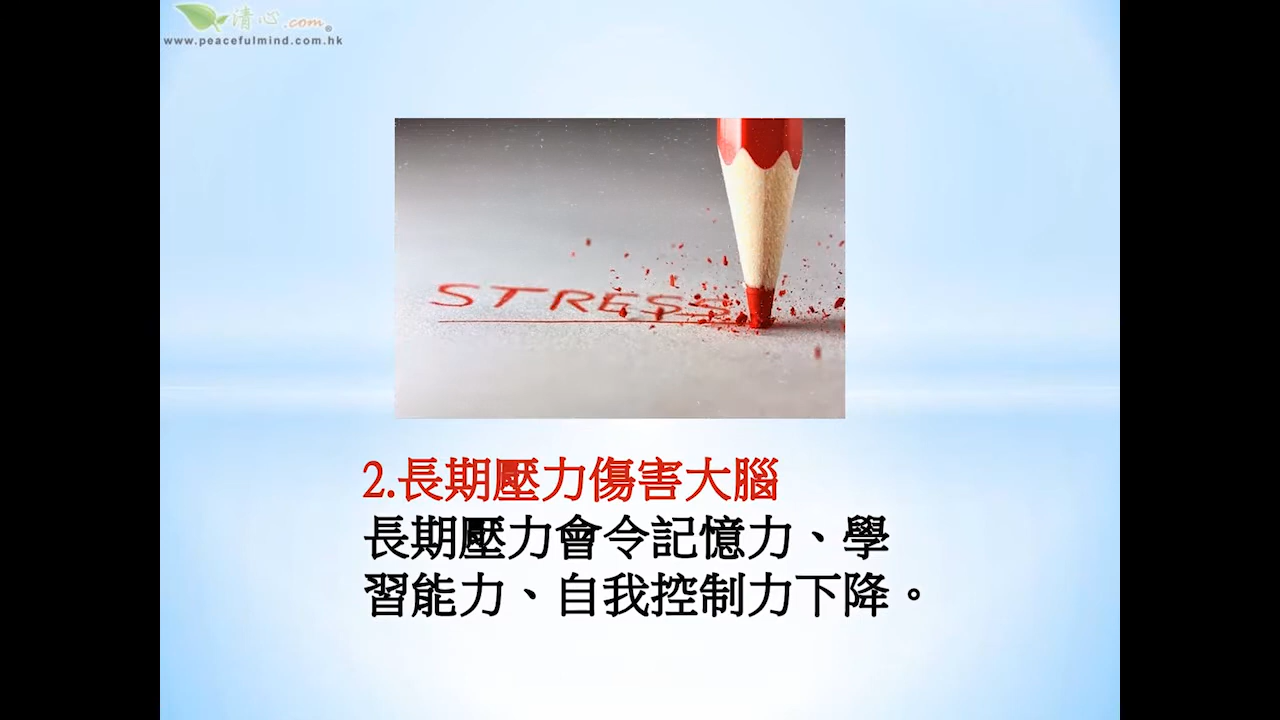 清心.com®
www.peacefulmind.com.hk
STRESS
2.長期壓力傷害大腦
長期壓力會令記憶力、學
習能力、自我控制力下降。